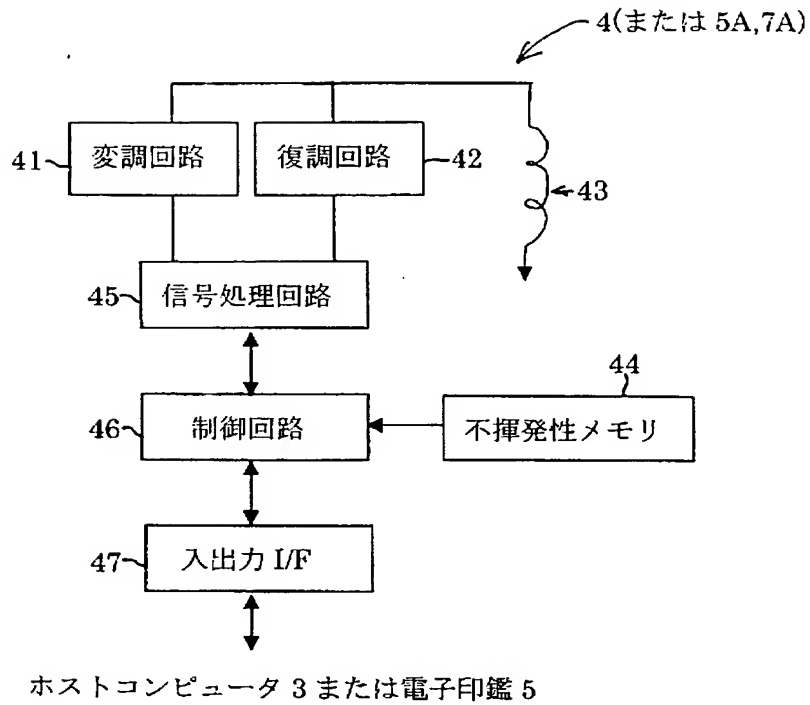 4(または 5A,7A)
41
変調回路
復調回路
42
43
45
信号処理回路
44
46
制御回路
不揮発性メモリ
47
入出力 I/F
ホストコンピュータ 3 または電子印鑑 5